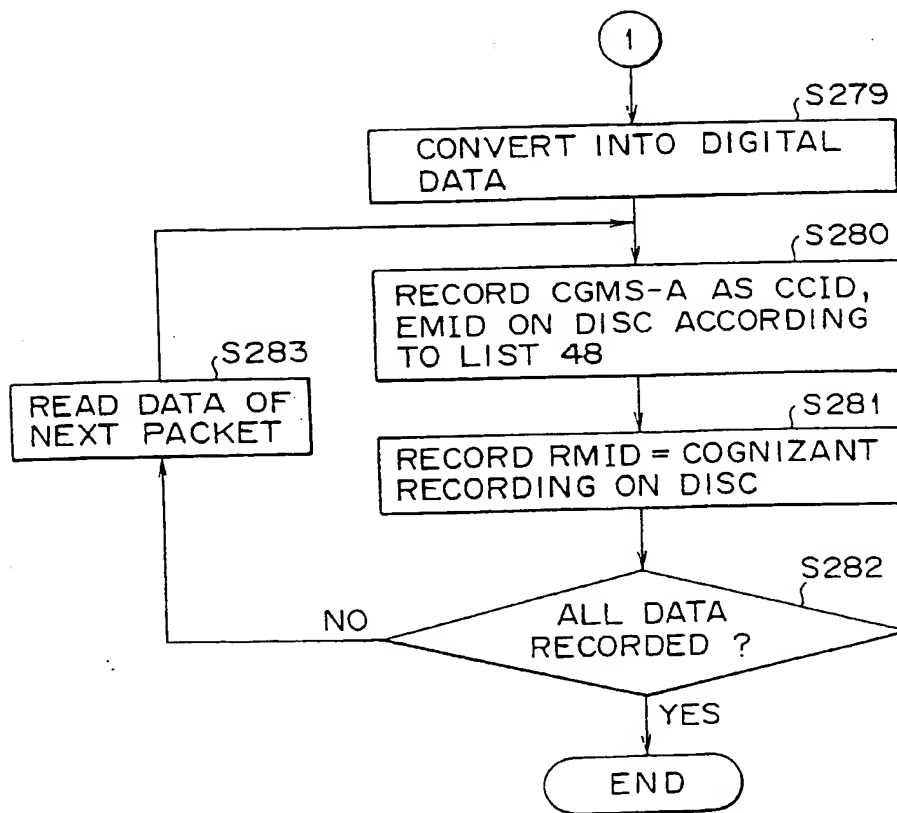 1
S279
CONVERT INTO DIGITAL
DATA
S280
RECORD CGMS-A AS CCID,
EMID ON DISC ACCORDING
TO LIST 48
S283
READ DATA OF
NEXT PACKET
S281
RECORD RMID = COGNIZANT
RECORDING ON DISC
S282
ALL DATA
RECORDED ?
NO
YES
END